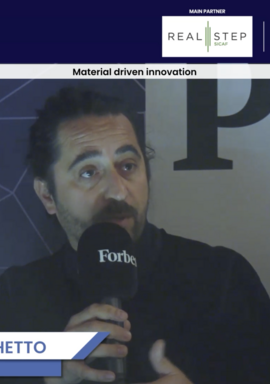 MAIN PARTNER
REAL STEP
SICAF
Material driven innovation
P
Forbes
HETTO